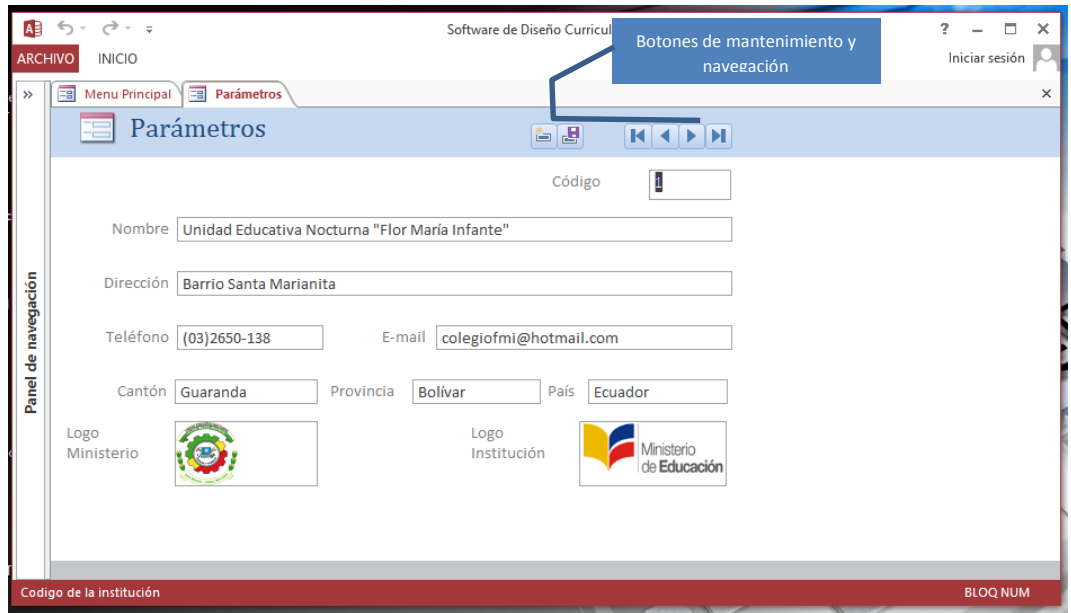 Software de Diseño Curricul
Botones de mantenimiento y
navegación
ARCHIVO INICIO
Iniciar sesión
Menu Principal Parámetros
Parámetros
Código 1
Nombre Unidad Educativa Nocturna "Flor María Infante"
Dirección Barrio Santa Marianita
Teléfono (03)2650-138 E-mail colegiofmi@hotmail.com
Cantón Guaranda Provincia Bolívar País Ecuador
Logo
Ministerio
Logo
Institución
Ministerio
de Educación
Panel de navegación
Codigo de la institución BLOQ NUM